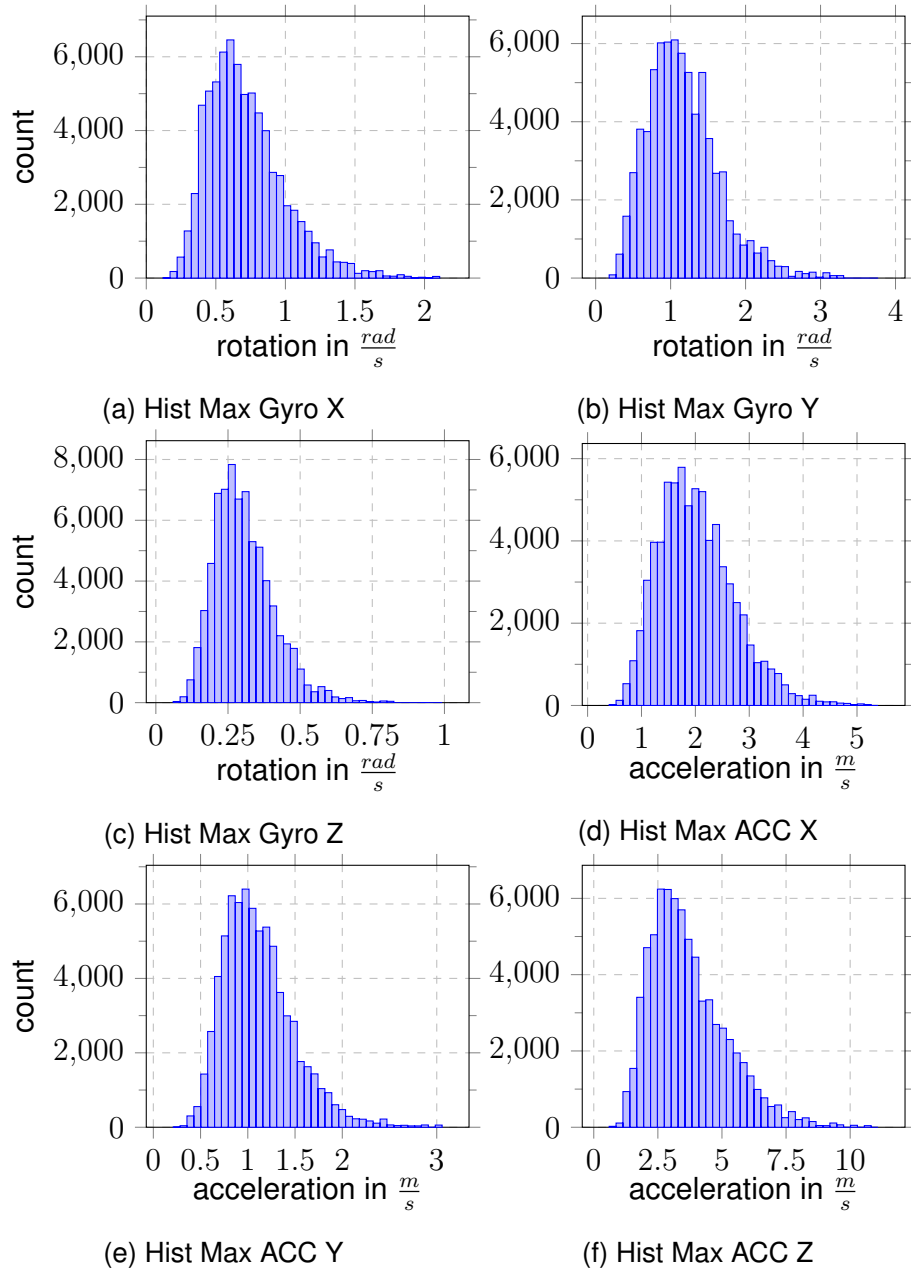 6,000
4,000
2,000
0
count
0 0.5 1 1.5 2
rotation in rad/s
(a) Hist Max Gyro X
6,000
4,000
2,000
0
0 1 2 3 4
rotation in rad/s
(b) Hist Max Gyro Y
8,000
6,000
4,000
2,000
0
count
0 0.25 0.5 0.75 1
rotation in rad/s
(c) Hist Max Gyro Z
6,000
4,000
2,000
0
0 1 2 3 4 5
acceleration in m/s
(d) Hist Max ACC X
6,000
4,000
2,000
0
count
0 0.5 1 1.5 2 3
acceleration in m/s
(e) Hist Max ACC Y
6,000
4,000
2,000
0
0 2.5 5 7.5 10
acceleration in m/s
(f) Hist Max ACC Z